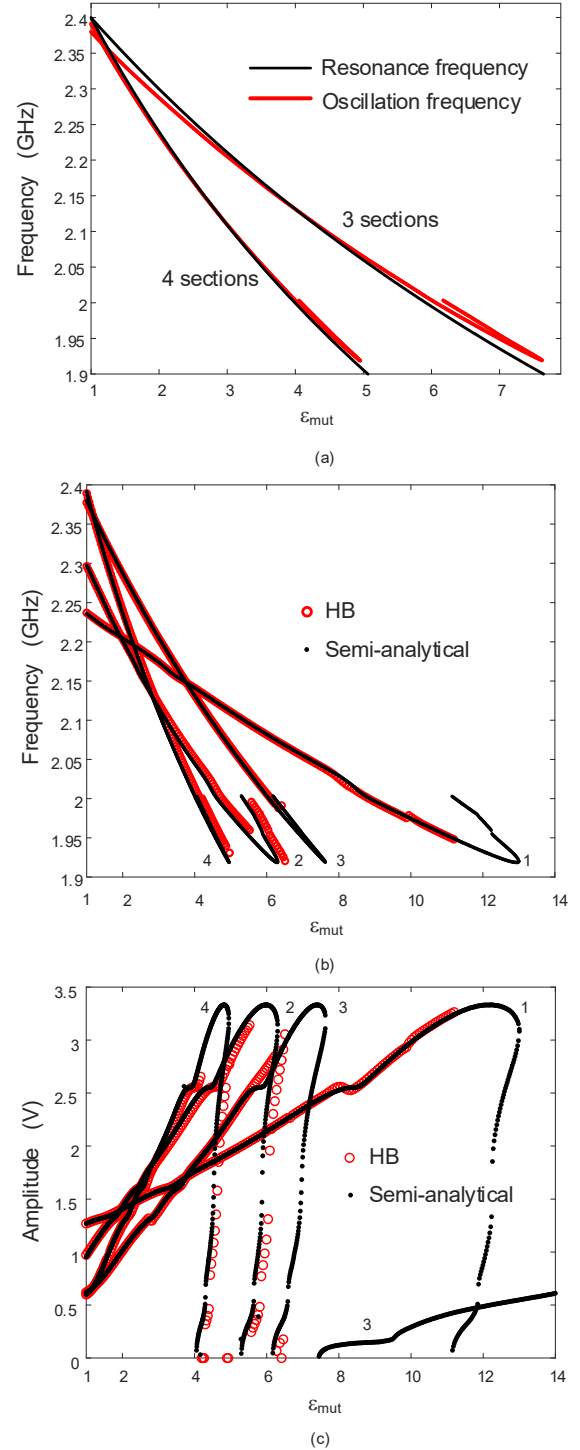 2.4
2.35
2.3
2.25
2.2
2.15
2.1
2.05
2
1.95
1.9
Frequency (GHz)
Resonance frequency
Oscillation frequency
3 sections
4 sections
1 2 3 4 5 6 7
εmut
(a)
2.4
2.35
2.3
2.25
2.2
2.15
2.1
2.05
2
1.95
1.9
Frequency (GHz)
HB
Semi-analytical
4 2 3 1
1 2 4 6 8 10 12 14
εmut
(b)
3.5
3
2.5
2
1.5
1
0.5
0
Amplitude (V)
4 2 3 1
HB
Semi-analytical
3
1 2 4 6 8 10 12 14
εmut
(c)